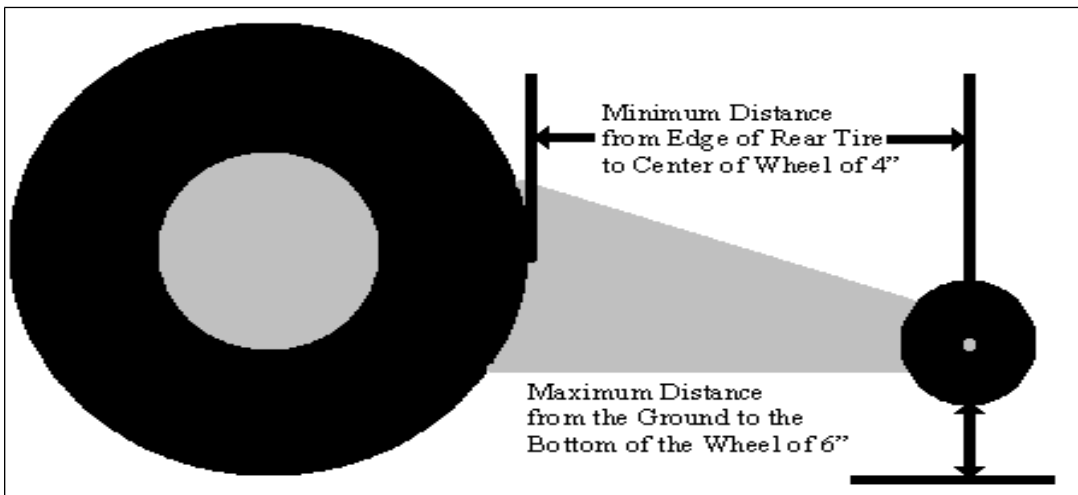 Minimum Distance
from Edge of Rear Tire
to Center of Wheel of 4”
Maximum Distance
from the Ground to the
Bottom of the Wheel of 6”